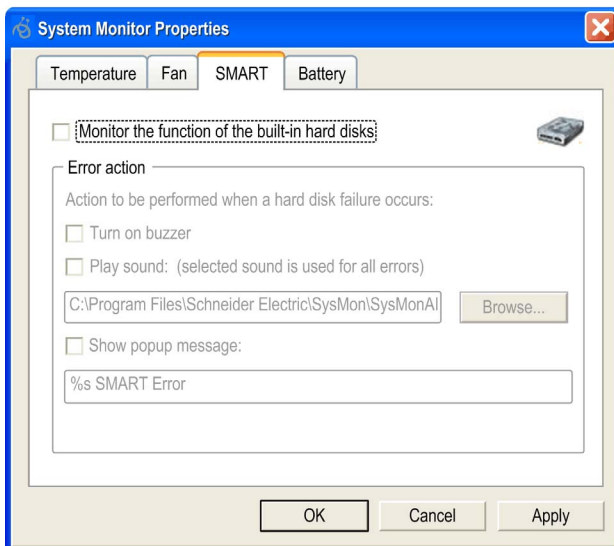 System Monitor Properties
Temperature Fan SMART Battery
Monitor the function of the built-in hard disks
Error action
Action to be performed when a hard disk failure occurs:
Turn on buzzer
Play sound: (selected sound is used for all errors)
C:\Program Files\Schneider Electric\SysMon\SysMonAl Browse...
Show popup message:
%s SMART Error
OK Cancel Apply